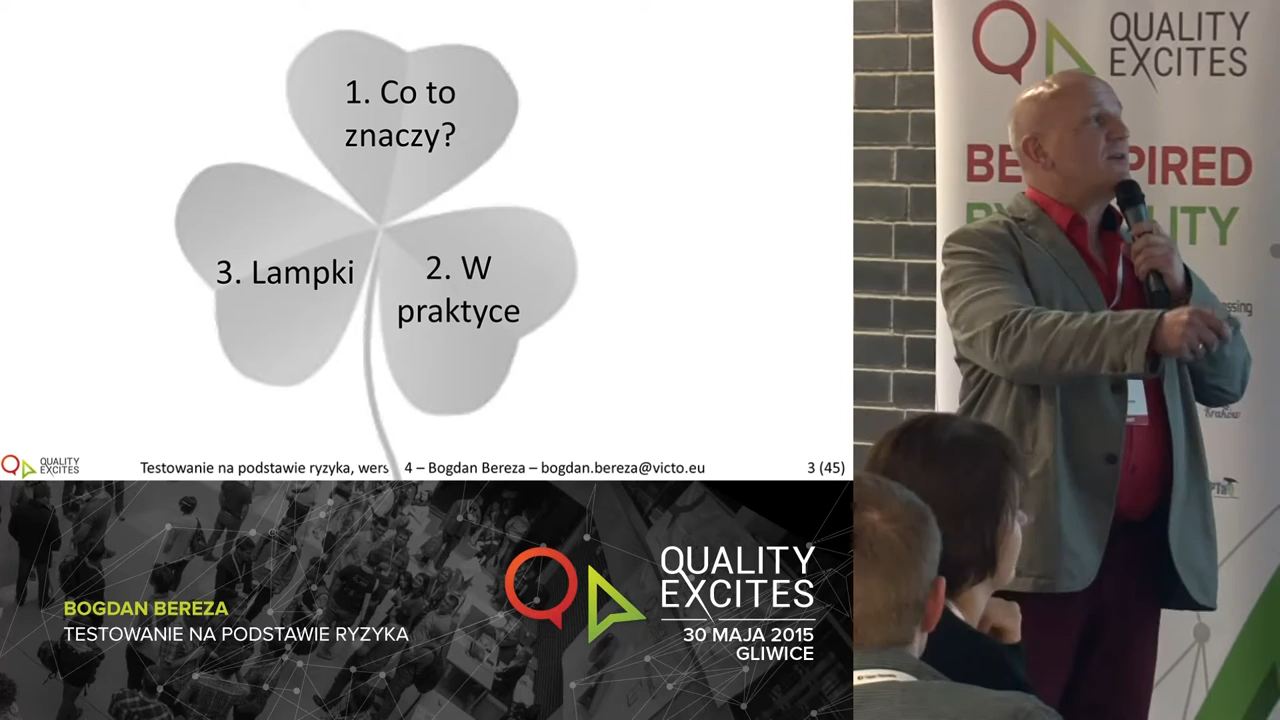 1. Co to
znaczy?
3. Lampki
2. W
praktyce
QUALITY
EXCITES
Testowanie na podstawie ryzyka, wers 4 – Bogdan Bereza – bogdan.bereza@victo.eu
3 (45)
BOGDAN BEREZA
TESTOWANIE NA PODSTAWIE RYZYKA
QUALITY
EXCITES
30 MAJA 2015
GLIWICE
QUALITY
EXCITES
BE PIRED